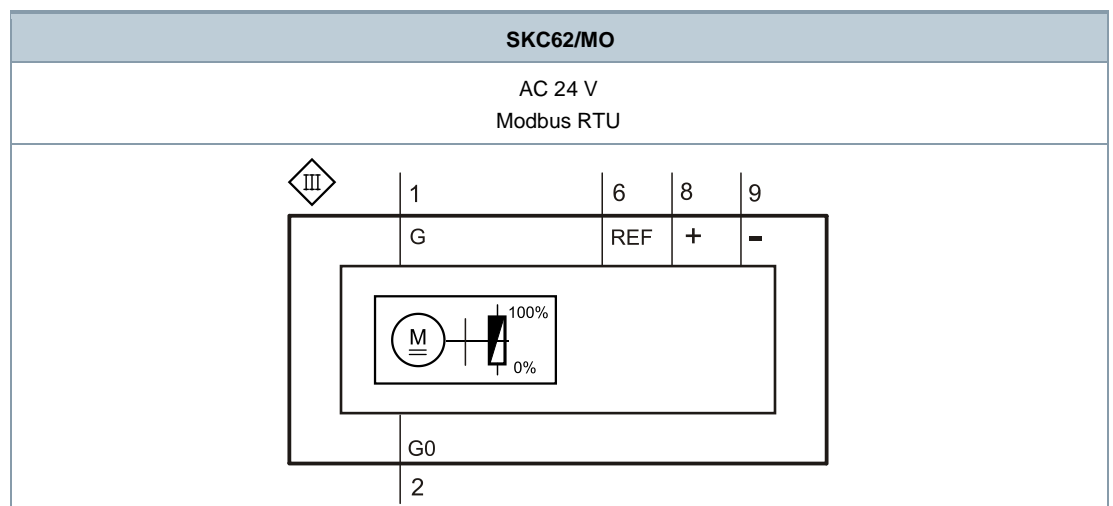 SKC62/MO
AC 24 V
Modbus RTU
III
1 6 8 9
G REF + -
100%
M
0%
G0
2